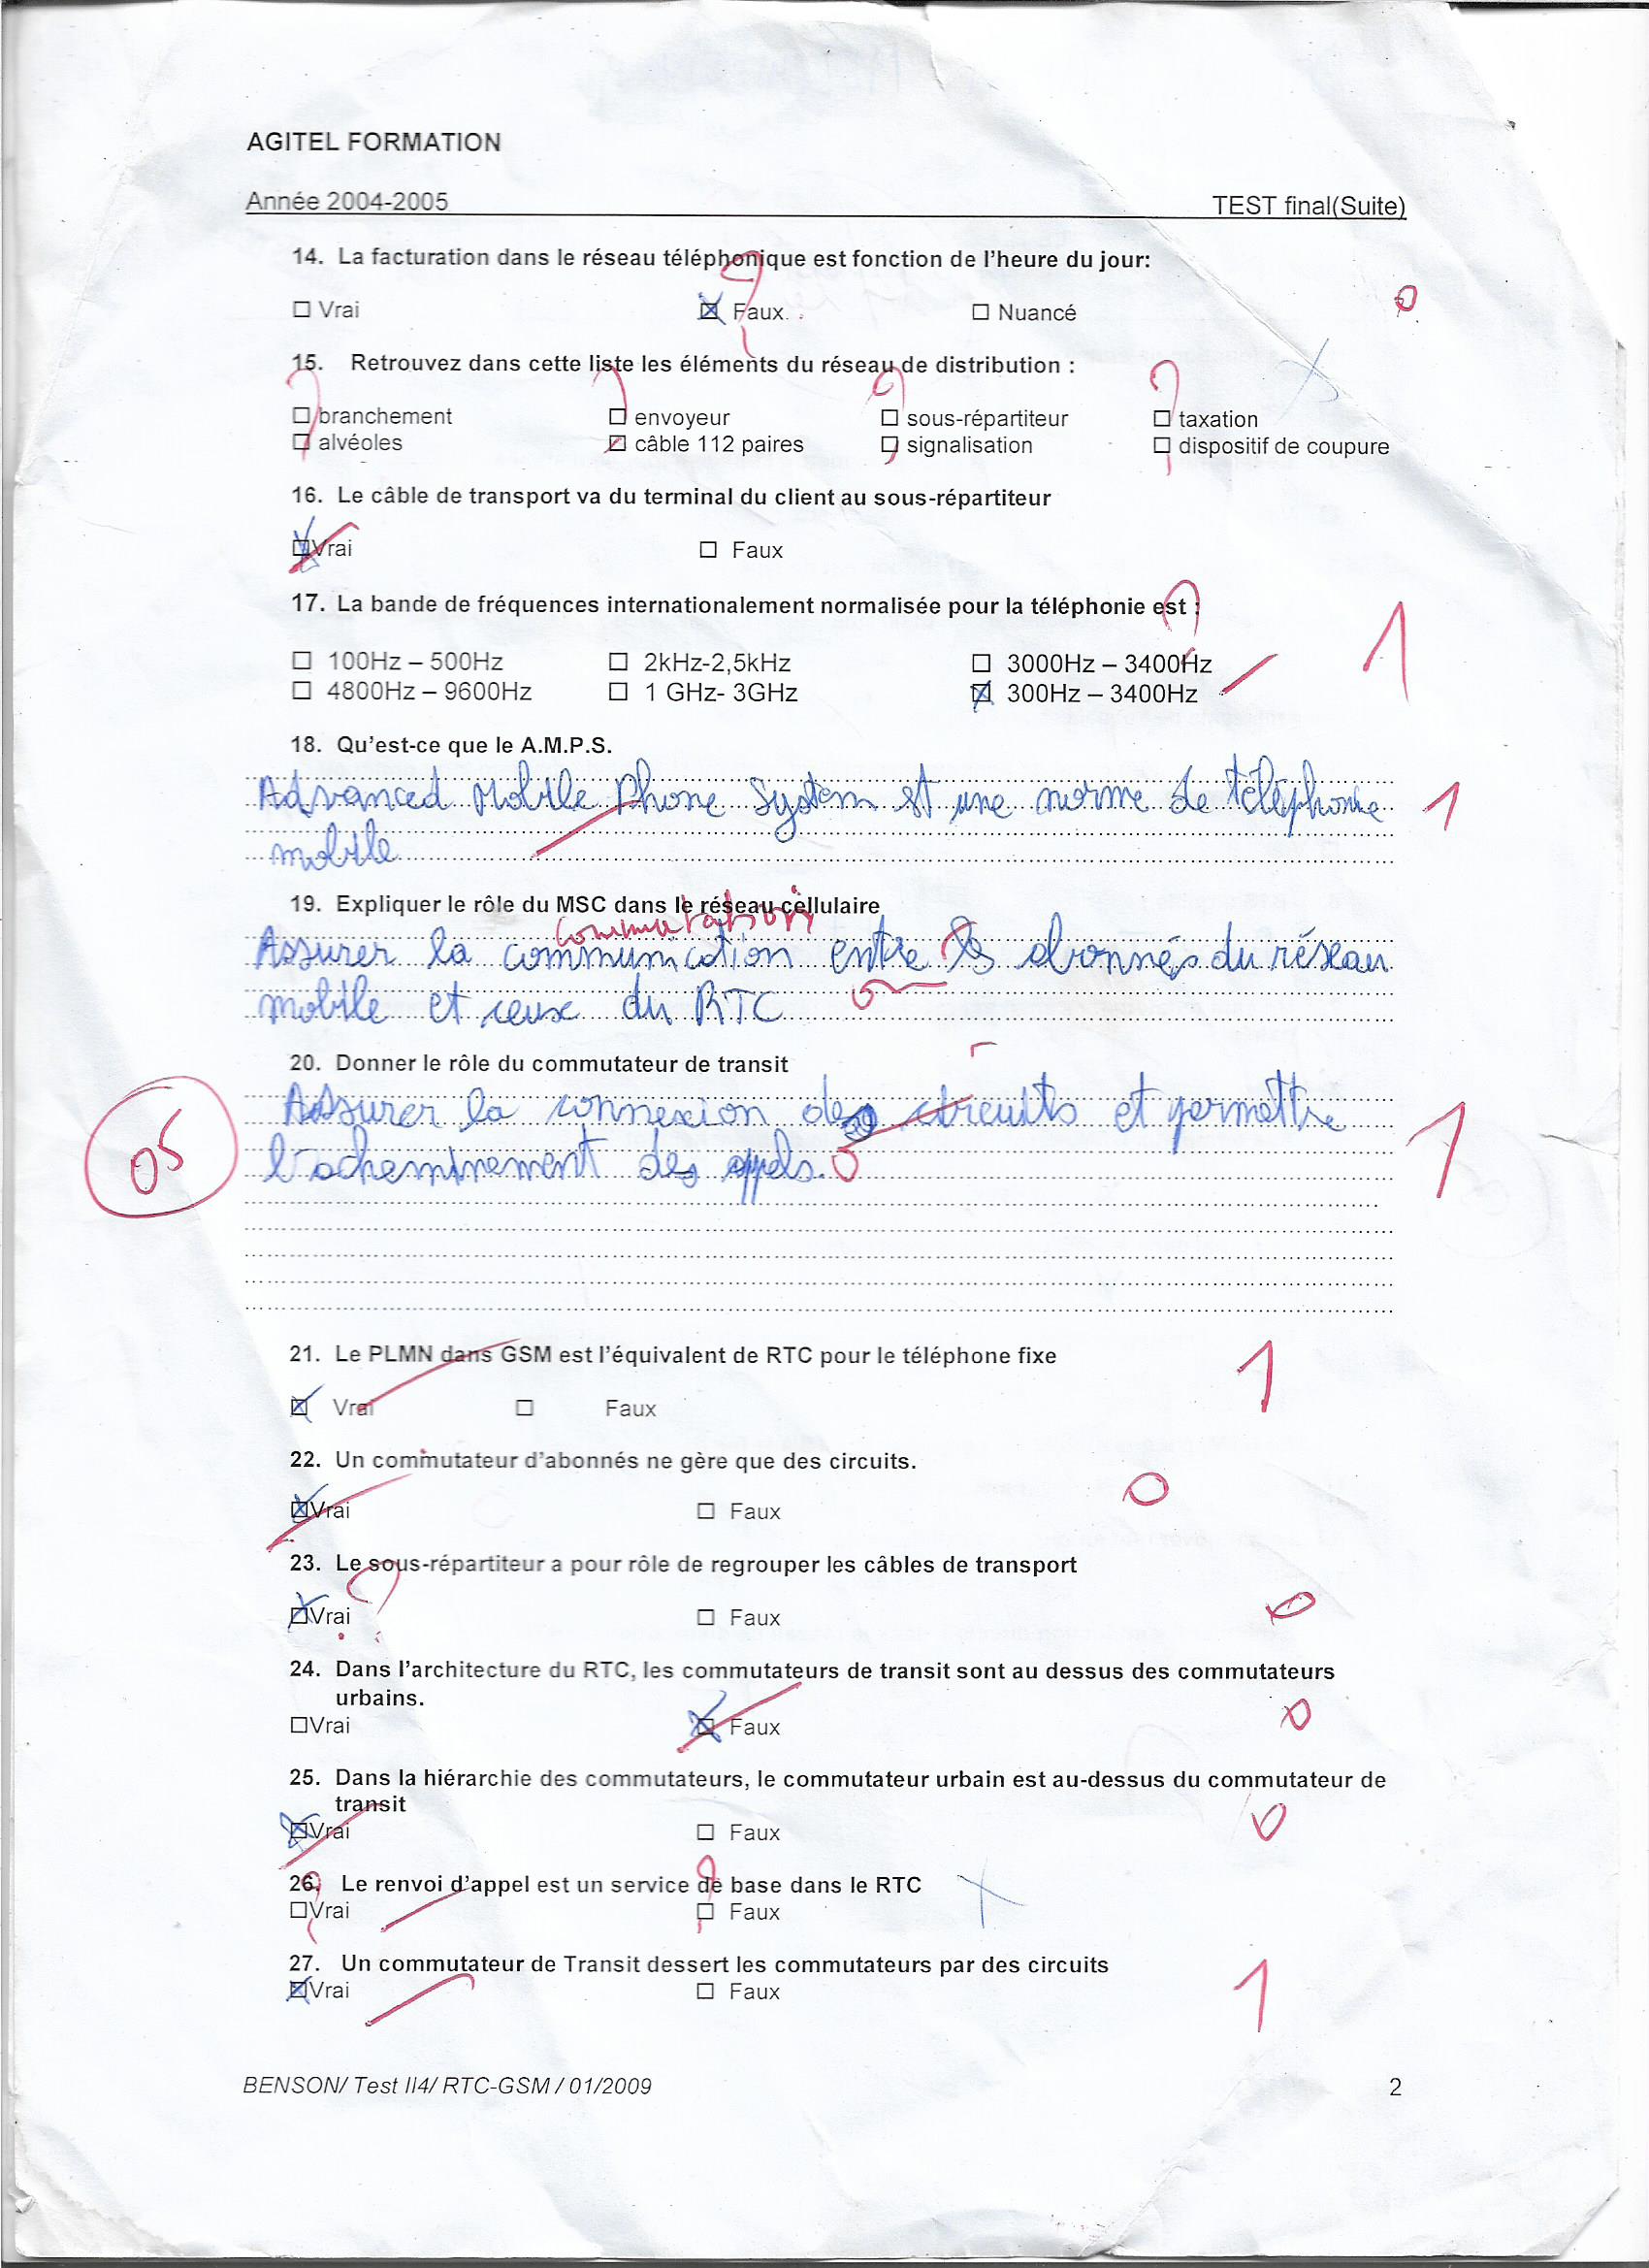 AGITEL FORMATION
Année 2004-2005 TEST final(Suite)
14. La facturation dans le réseau téléphonique est fonction de l'heure du jour:
☐ Vrai ☒ Faux ☐ Nuancé
0
15. Retrouvez dans cette liste les éléments du réseau de distribution :
☐ branchement ☐ envoyeur ☐ sous-répartiteur ☐ taxation
☐ alvéoles ☑ câble 112 paires ☐ signalisation ☐ dispositif de coupure
16. Le câble de transport va du terminal du client au sous-répartiteur
☒ Vrai ☐ Faux
17. La bande de fréquences internationalement normalisée pour la téléphonie est :
☐ 100Hz – 500Hz ☐ 2kHz-2,5kHz ☐ 3000Hz – 3400Hz
☐ 4800Hz – 9600Hz ☐ 1 GHz- 3GHz ☒ 300Hz – 3400Hz
1
18. Qu'est-ce que le A.M.P.S.
Advanced Mobile Phone System est une norme de téléphonie 1
mobile
19. Expliquer le rôle du MSC dans le réseau cellulaire
commutation
Assurer la communication entre les abonnés du réseau
mobile et ceux du RTC
20. Donner le rôle du commutateur de transit
Assurer la connexion des circuits et permettre 1
05 l'acheminement des appels.
21. Le PLMN dans GSM est l'équivalent de RTC pour le téléphone fixe
☒ Vrai ☐ Faux 1
22. Un commutateur d'abonnés ne gère que des circuits.
☒ Vrai ☐ Faux 0
23. Le sous-répartiteur a pour rôle de regrouper les câbles de transport
☒ Vrai ☐ Faux 0
24. Dans l'architecture du RTC, les commutateurs de transit sont au dessus des commutateurs
urbains.
☐ Vrai ☒ Faux 0
25. Dans la hiérarchie des commutateurs, le commutateur urbain est au-dessus du commutateur de
transit
☒ Vrai ☐ Faux 0
26. Le renvoi d'appel est un service de base dans le RTC
☐ Vrai ☐ Faux
27. Un commutateur de Transit dessert les commutateurs par des circuits
☒ Vrai ☐ Faux 1
BENSON/ Test II4/ RTC-GSM / 01/2009 2